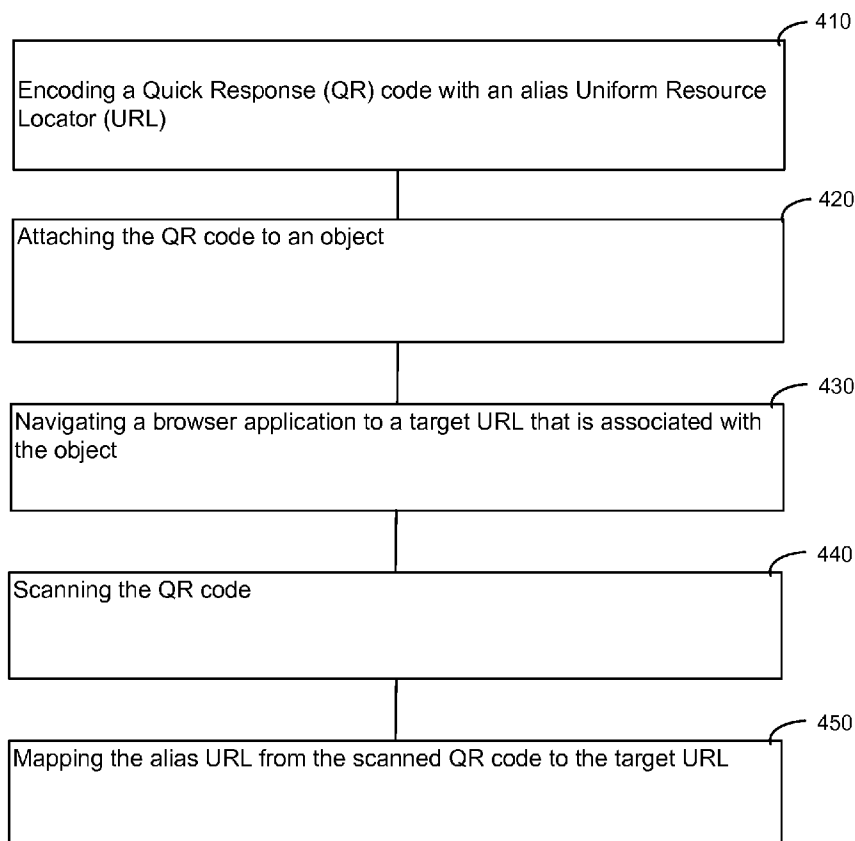 410
Encoding a Quick Response (QR) code with an alias Uniform Resource
Locator (URL)
420
Attaching the QR code to an object
430
Navigating a browser application to a target URL that is associated with
the object
440
Scanning the QR code
450
Mapping the alias URL from the scanned QR code to the target URL